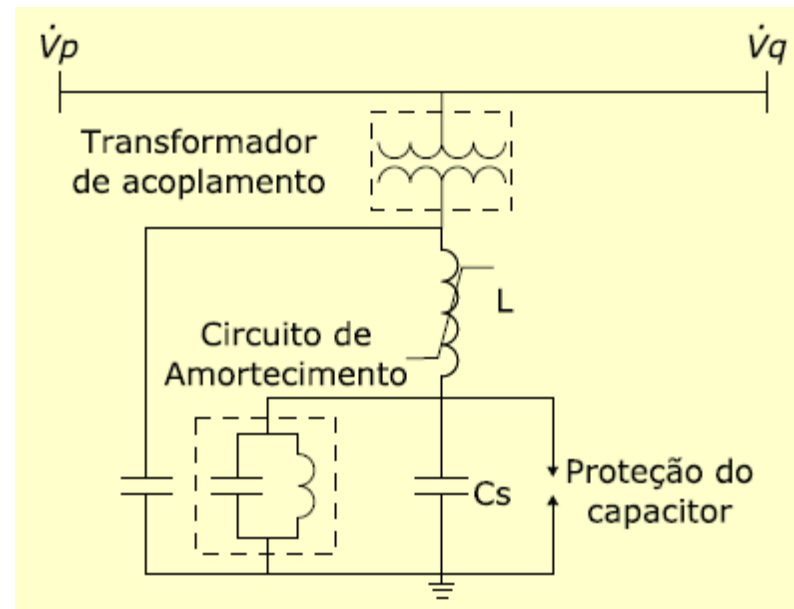 V̇p
V̇q
Transformador
de acoplamento
L
Circuito de
Amortecimento
Cs
Proteção do
capacitor